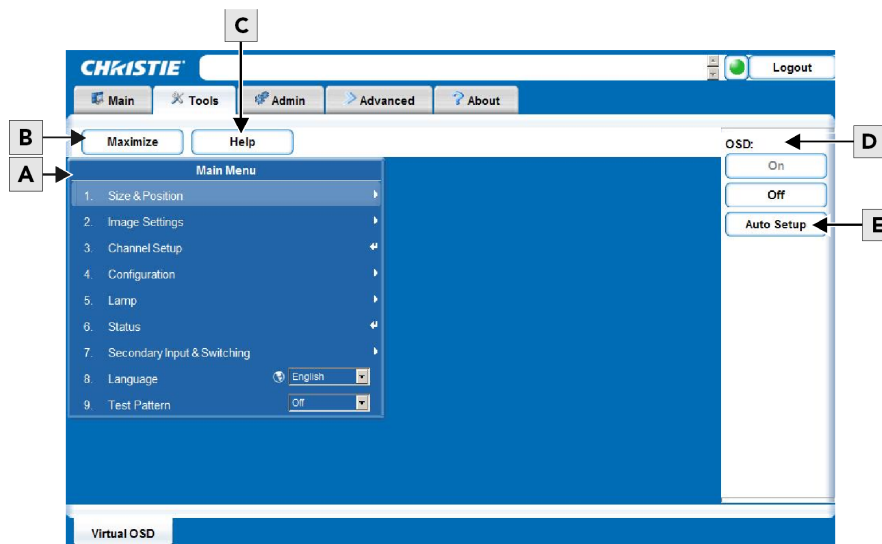 C
CHRISTIE
Logout
Main Tools Admin Advanced About
B Maximize Help OSD: D
A Main Menu On
1. Size & Position Off
2. Image Settings Auto Setup E
3. Channel Setup
4. Configuration
5. Lamp
6. Status
7. Secondary Input & Switching
8. Language English
9. Test Pattern Off
Virtual OSD